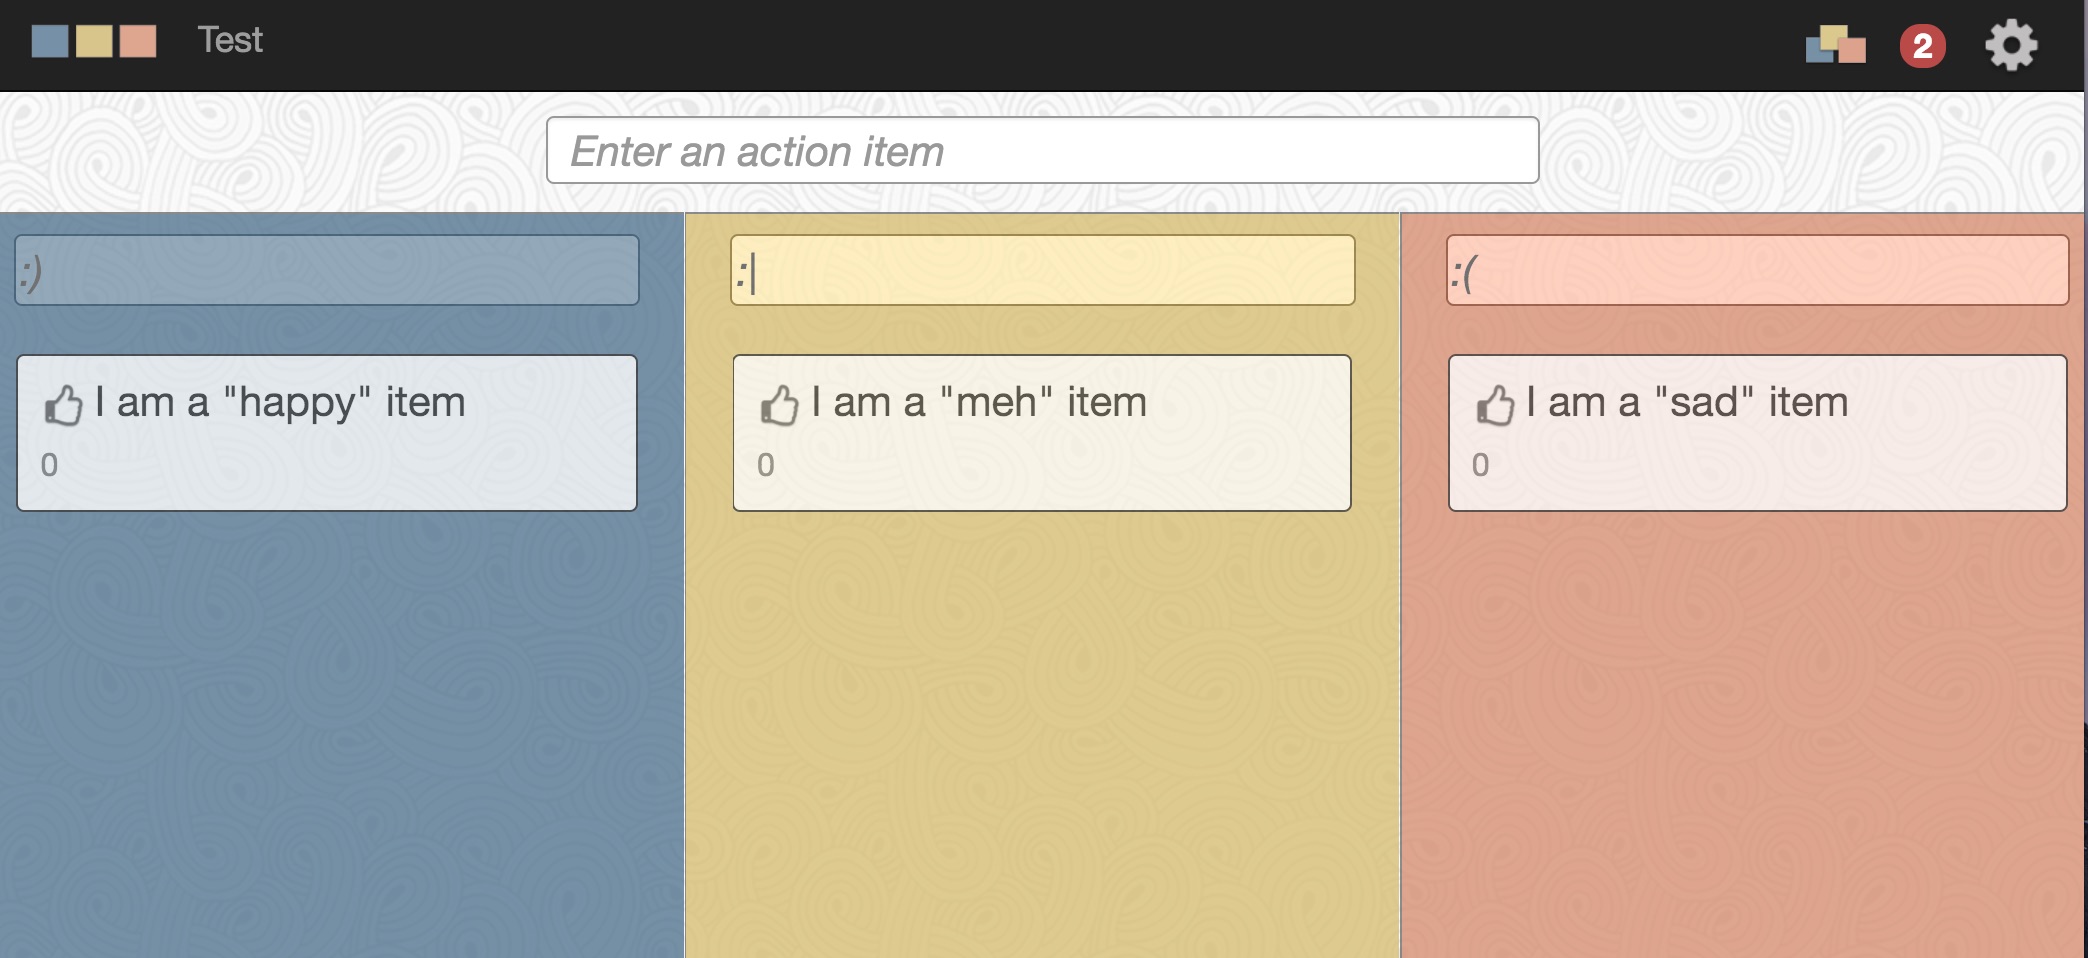 Test
2
Enter an action item
:)
:|
:(
I am a "happy" item
0
I am a "meh" item
0
I am a "sad" item
0